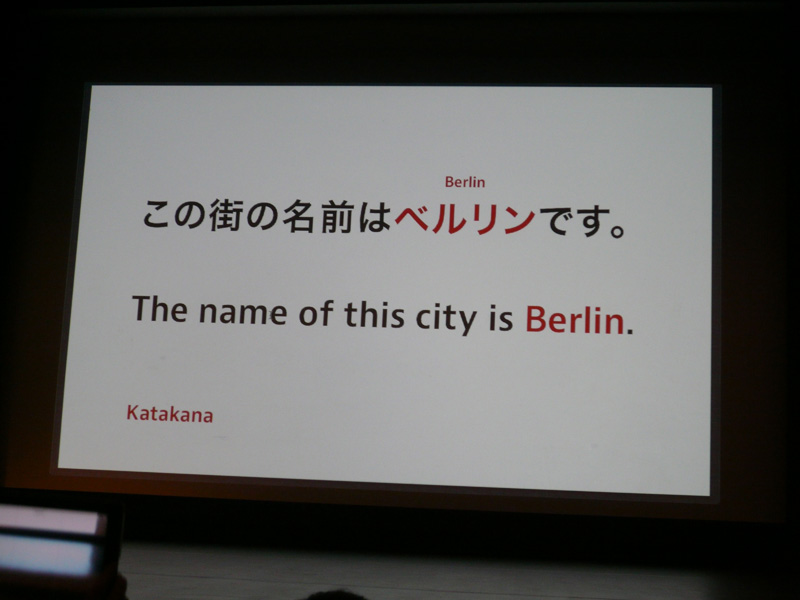 Berlin
この街の名前はベルリンです。
The name of this city is Berlin.
Katakana